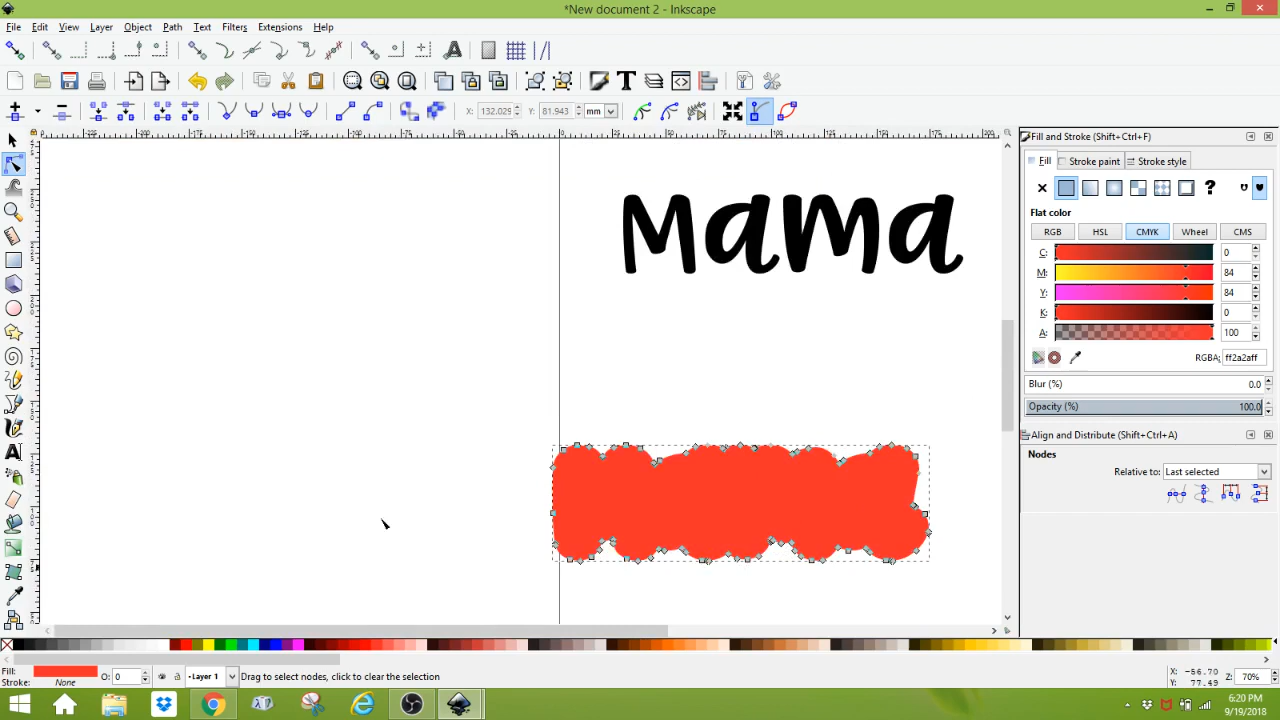 *New document 2 - Inkscape
File Edit View Layer Object Path Text Filters Extensions Help
X: 132.029 Y: 81.943 mm
Fill and Stroke (Shift+Ctrl+F)
Fill Stroke paint Stroke style
?
Flat color
RGB HSL CMYK Wheel CMS
C: 0
M: 84
Y: 84
K: 0
A: 100
RGBA: ff2a2aff
Blur (%) 0.0
Opacity (%) 100.0
Align and Distribute (Shift+Ctrl+A)
Nodes
Relative to: Last selected
Mama
Fill:
Stroke: None
O: 0
Layer 1
Drag to select nodes, click to clear the selection
X: -56.70
Y: 77.49
Z: 70%
6:20 PM
9/19/2018